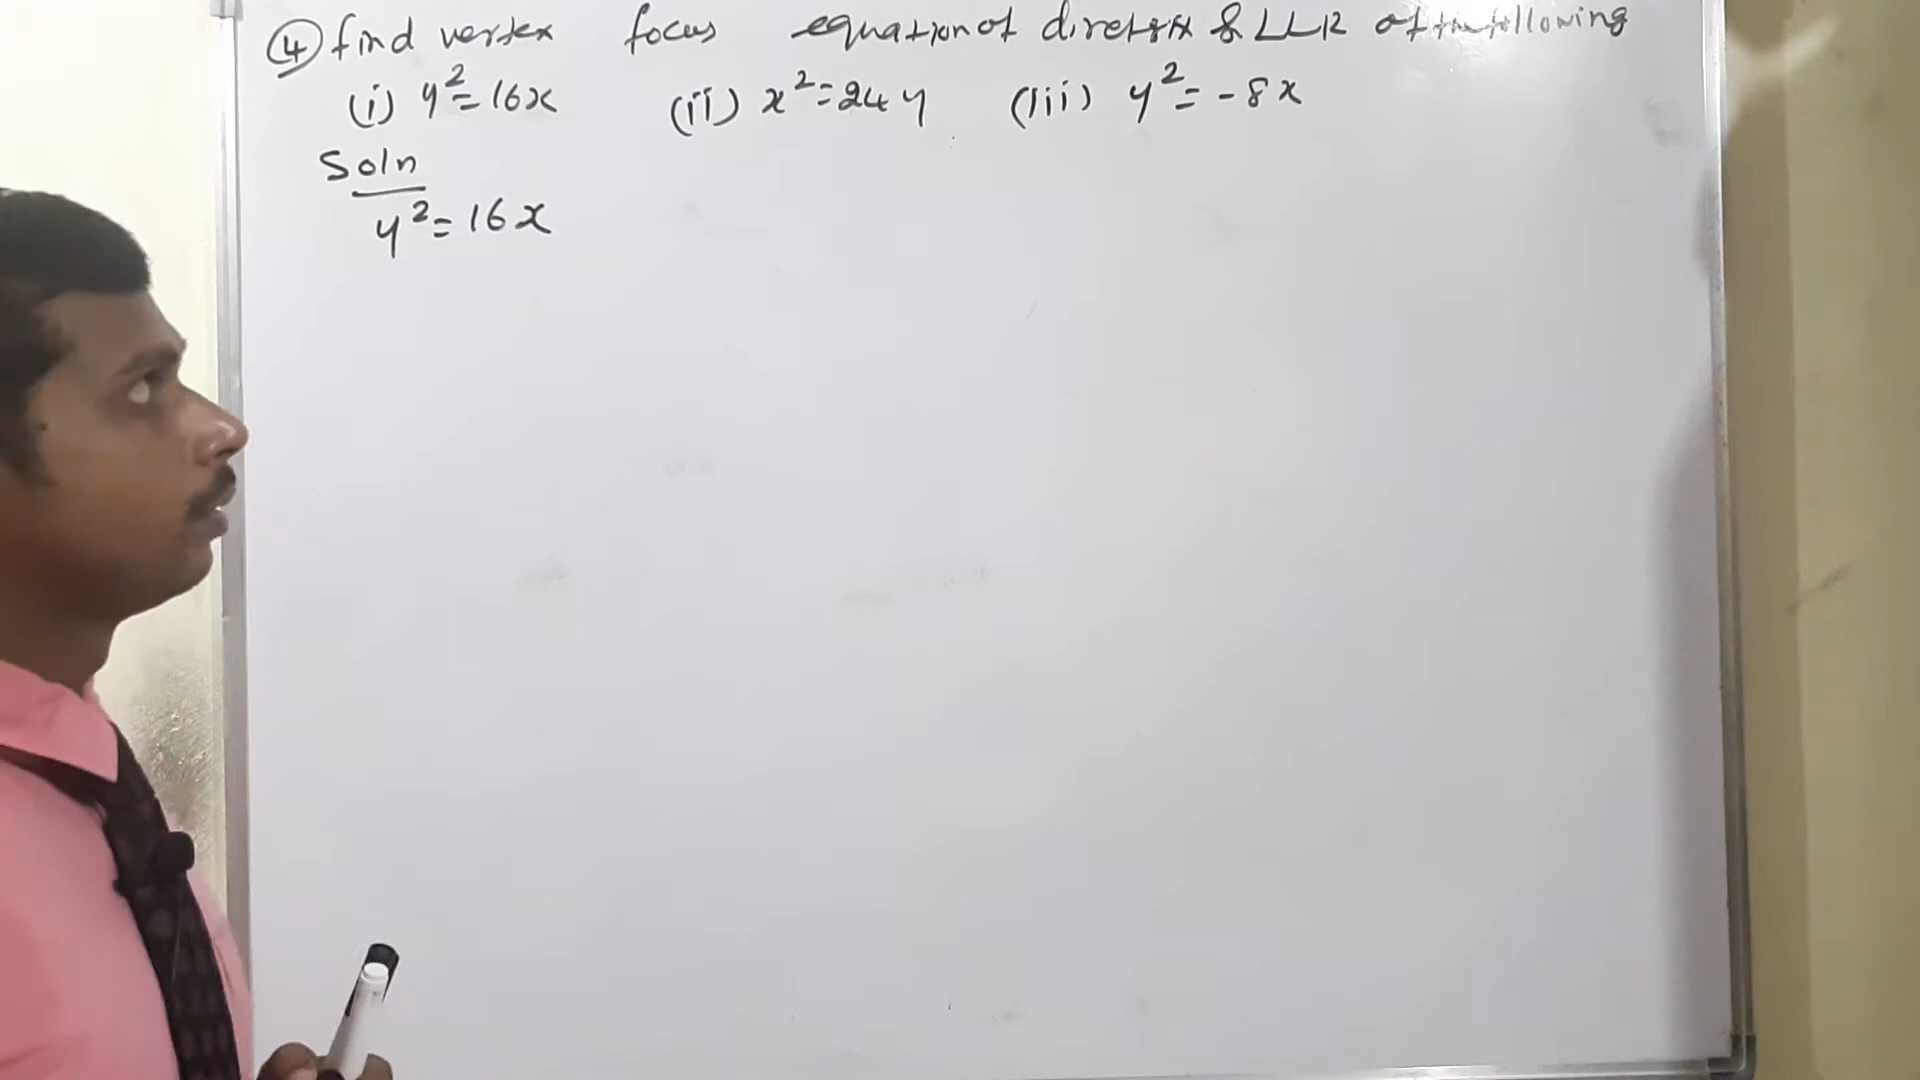 ④ find vertex focus equation of diretrix & LLR of the following
(i) y²=16x (ii) x²=24y (iii) y²=-8x
Soln
y²=16x